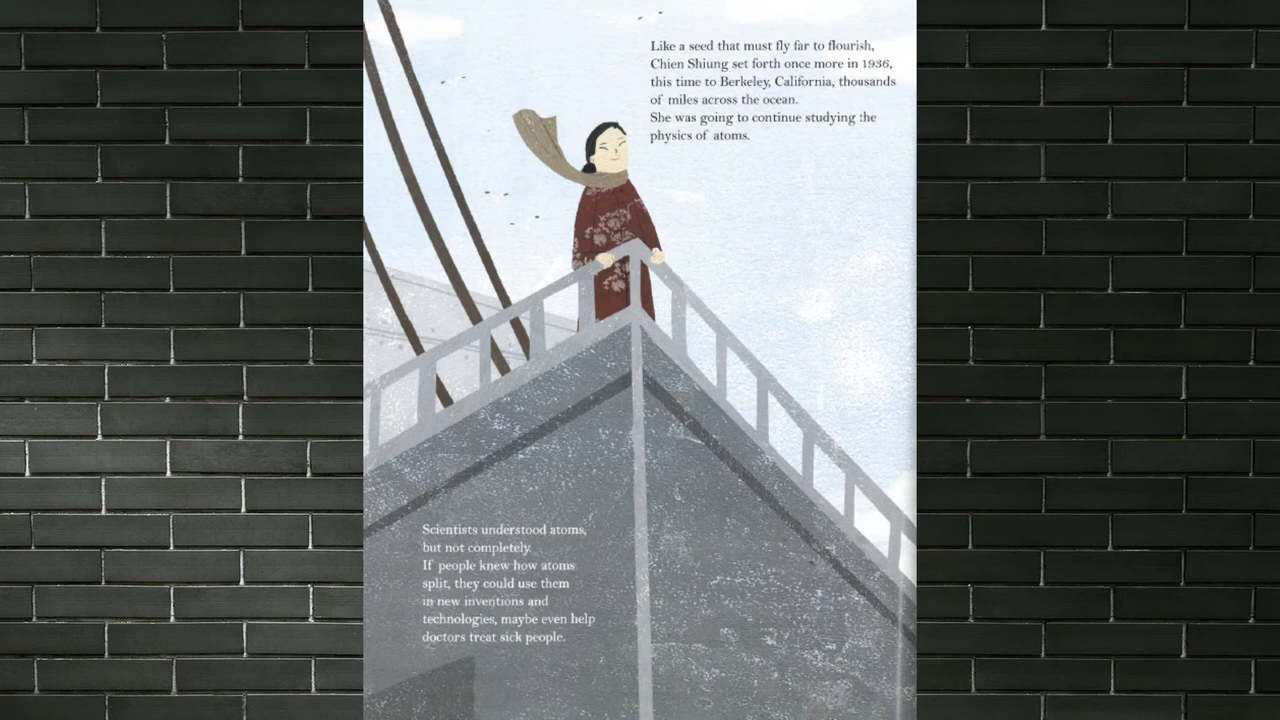 Like a seed that must fly far to flourish,
Chien Shiung set forth once more in 1936,
this time to Berkeley, California, thousands
of miles across the ocean.
She was going to continue studying the
physics of atoms.
Scientists understood atoms,
but not completely.
If people knew how atoms
split, they could use them
in new inventions and
technologies, maybe even help
doctors treat sick people.